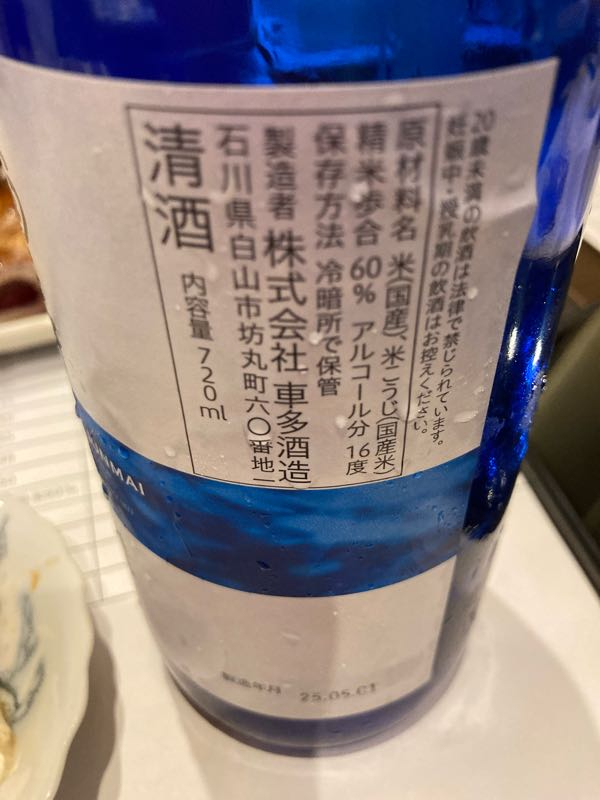 20歳未満の飲酒は法律で禁じられています。
妊娠中・授乳期の飲酒はお控えください。
原材料名 米(国産)、米こうじ(国産米)
精米歩合 60% アルコール分 16度
保存方法 冷暗所で保管
製造者 株式会社 車多酒造
石川県白山市坊丸町六〇番地一
清酒 内容量 720ml
UNMAI
製造年月 25.05.C1